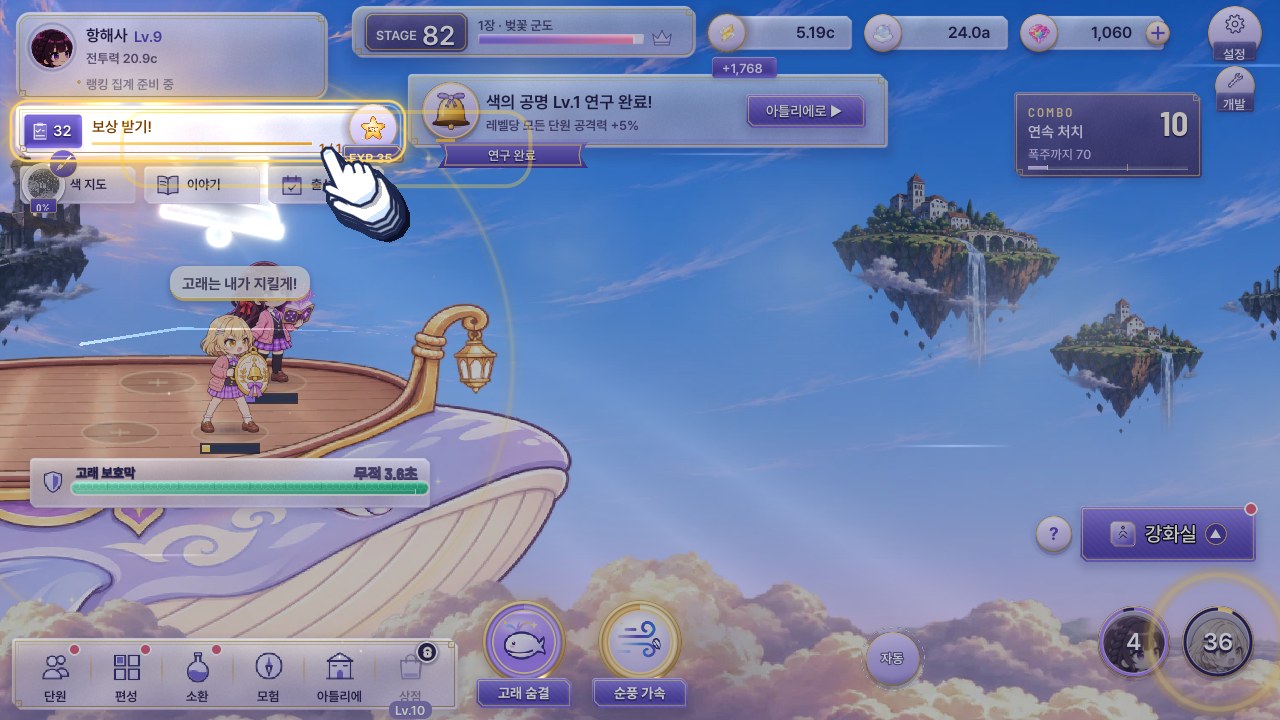 항해사 Lv.9
전투력 20.9c
랭킹 집계 준비 중
STAGE 82
1장 · 벚꽃 군도
5.19c
+1,768
24.0a
1,060
설정
개발
색의 공명 Lv.1 연구 완료!
레벨당 모든 단원 공격력 +5%
아틀리에로 ▶
연구 완료
COMBO
연속 처치
10
폭주까지 70
32
보상 받기!
EXP 35
색 지도
0%
이야기
고래는 내가 지킬게!
고래 보호막
무적 3.6초
?
강화실
단원
편성
소환
모험
아틀리에
상점
Lv.10
고래 숨결
순풍 가속
자동
4
36